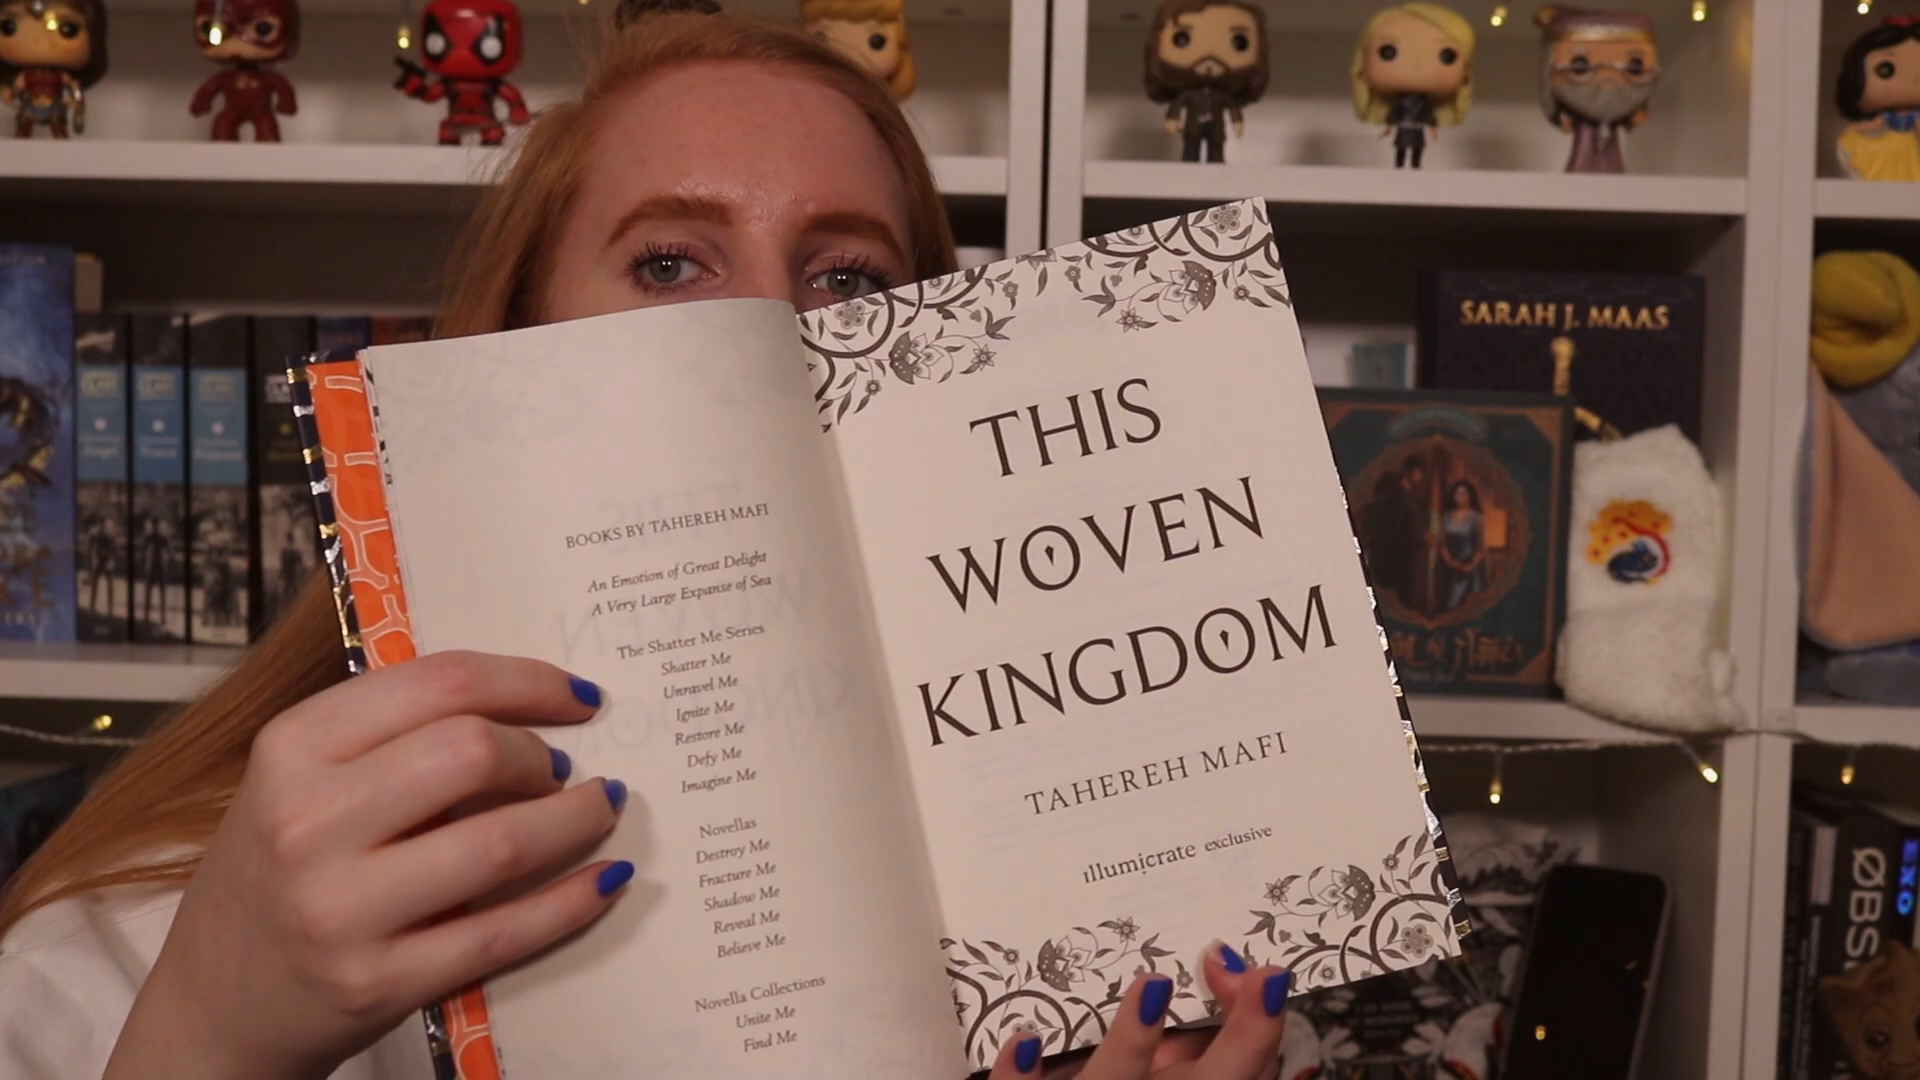 BOOKS BY TAHEREH MAFI
An Emotion of Great Delight
A Very Large Expanse of Sea
The Shatter Me Series
Shatter Me
Unravel Me
Ignite Me
Restore Me
Defy Me
Imagine Me
Novellas
Destroy Me
Fracture Me
Shadow Me
Reveal Me
Believe Me
Novella Collections
Unite Me
Find Me
THIS
WOVEN
KINGDOM
TAHEREH MAFI
illumicrate exclusive
SARAH J. MAAS